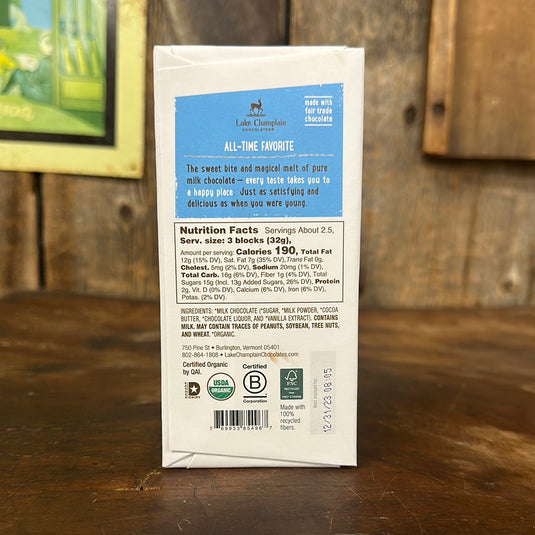 Lake Champlain
CHOCOLATES
made with
fair trade
chocolate
ALL-TIME FAVORITE
The sweet bite and magical melt of pure
milk chocolate – every taste takes you to
a happy place. Just as satisfying and
delicious as when you were young.
Nutrition Facts Servings About 2.5,
Serv. size: 3 blocks (32g),
Amount per serving: Calories 190, Total Fat
12g (15% DV), Sat. Fat 7g (35% DV), Trans Fat 0g,
Cholest. 5mg (2% DV), Sodium 20mg (1% DV),
Total Carb. 16g (6% DV), Fiber 1g (4% DV), Total
Sugars 15g (Incl. 13g Added Sugars, 26% DV), Protein
2g, Vit. D (0% DV), Calcium (6% DV), Iron (6% DV),
Potas. (2% DV).
INGREDIENTS: *MILK CHOCOLATE (*SUGAR, *MILK POWDER, *COCOA
BUTTER, *CHOCOLATE LIQUOR, AND *VANILLA EXTRACT). CONTAINS
MILK. MAY CONTAIN TRACES OF PEANUTS, SOYBEAN, TREE NUTS,
AND WHEAT. *ORGANIC.
750 Pine St • Burlington, Vermont 05401
802-864-1808 • LakeChamplainChocolates.com
Certified Organic
by QAI.
D
DAIRY
USDA
ORGANIC
Certified
B
Corporation
FSC
Made with
100%
recycled
fibers.
best enjoyed by
12/31/23 08:05
7 69933 85496 7